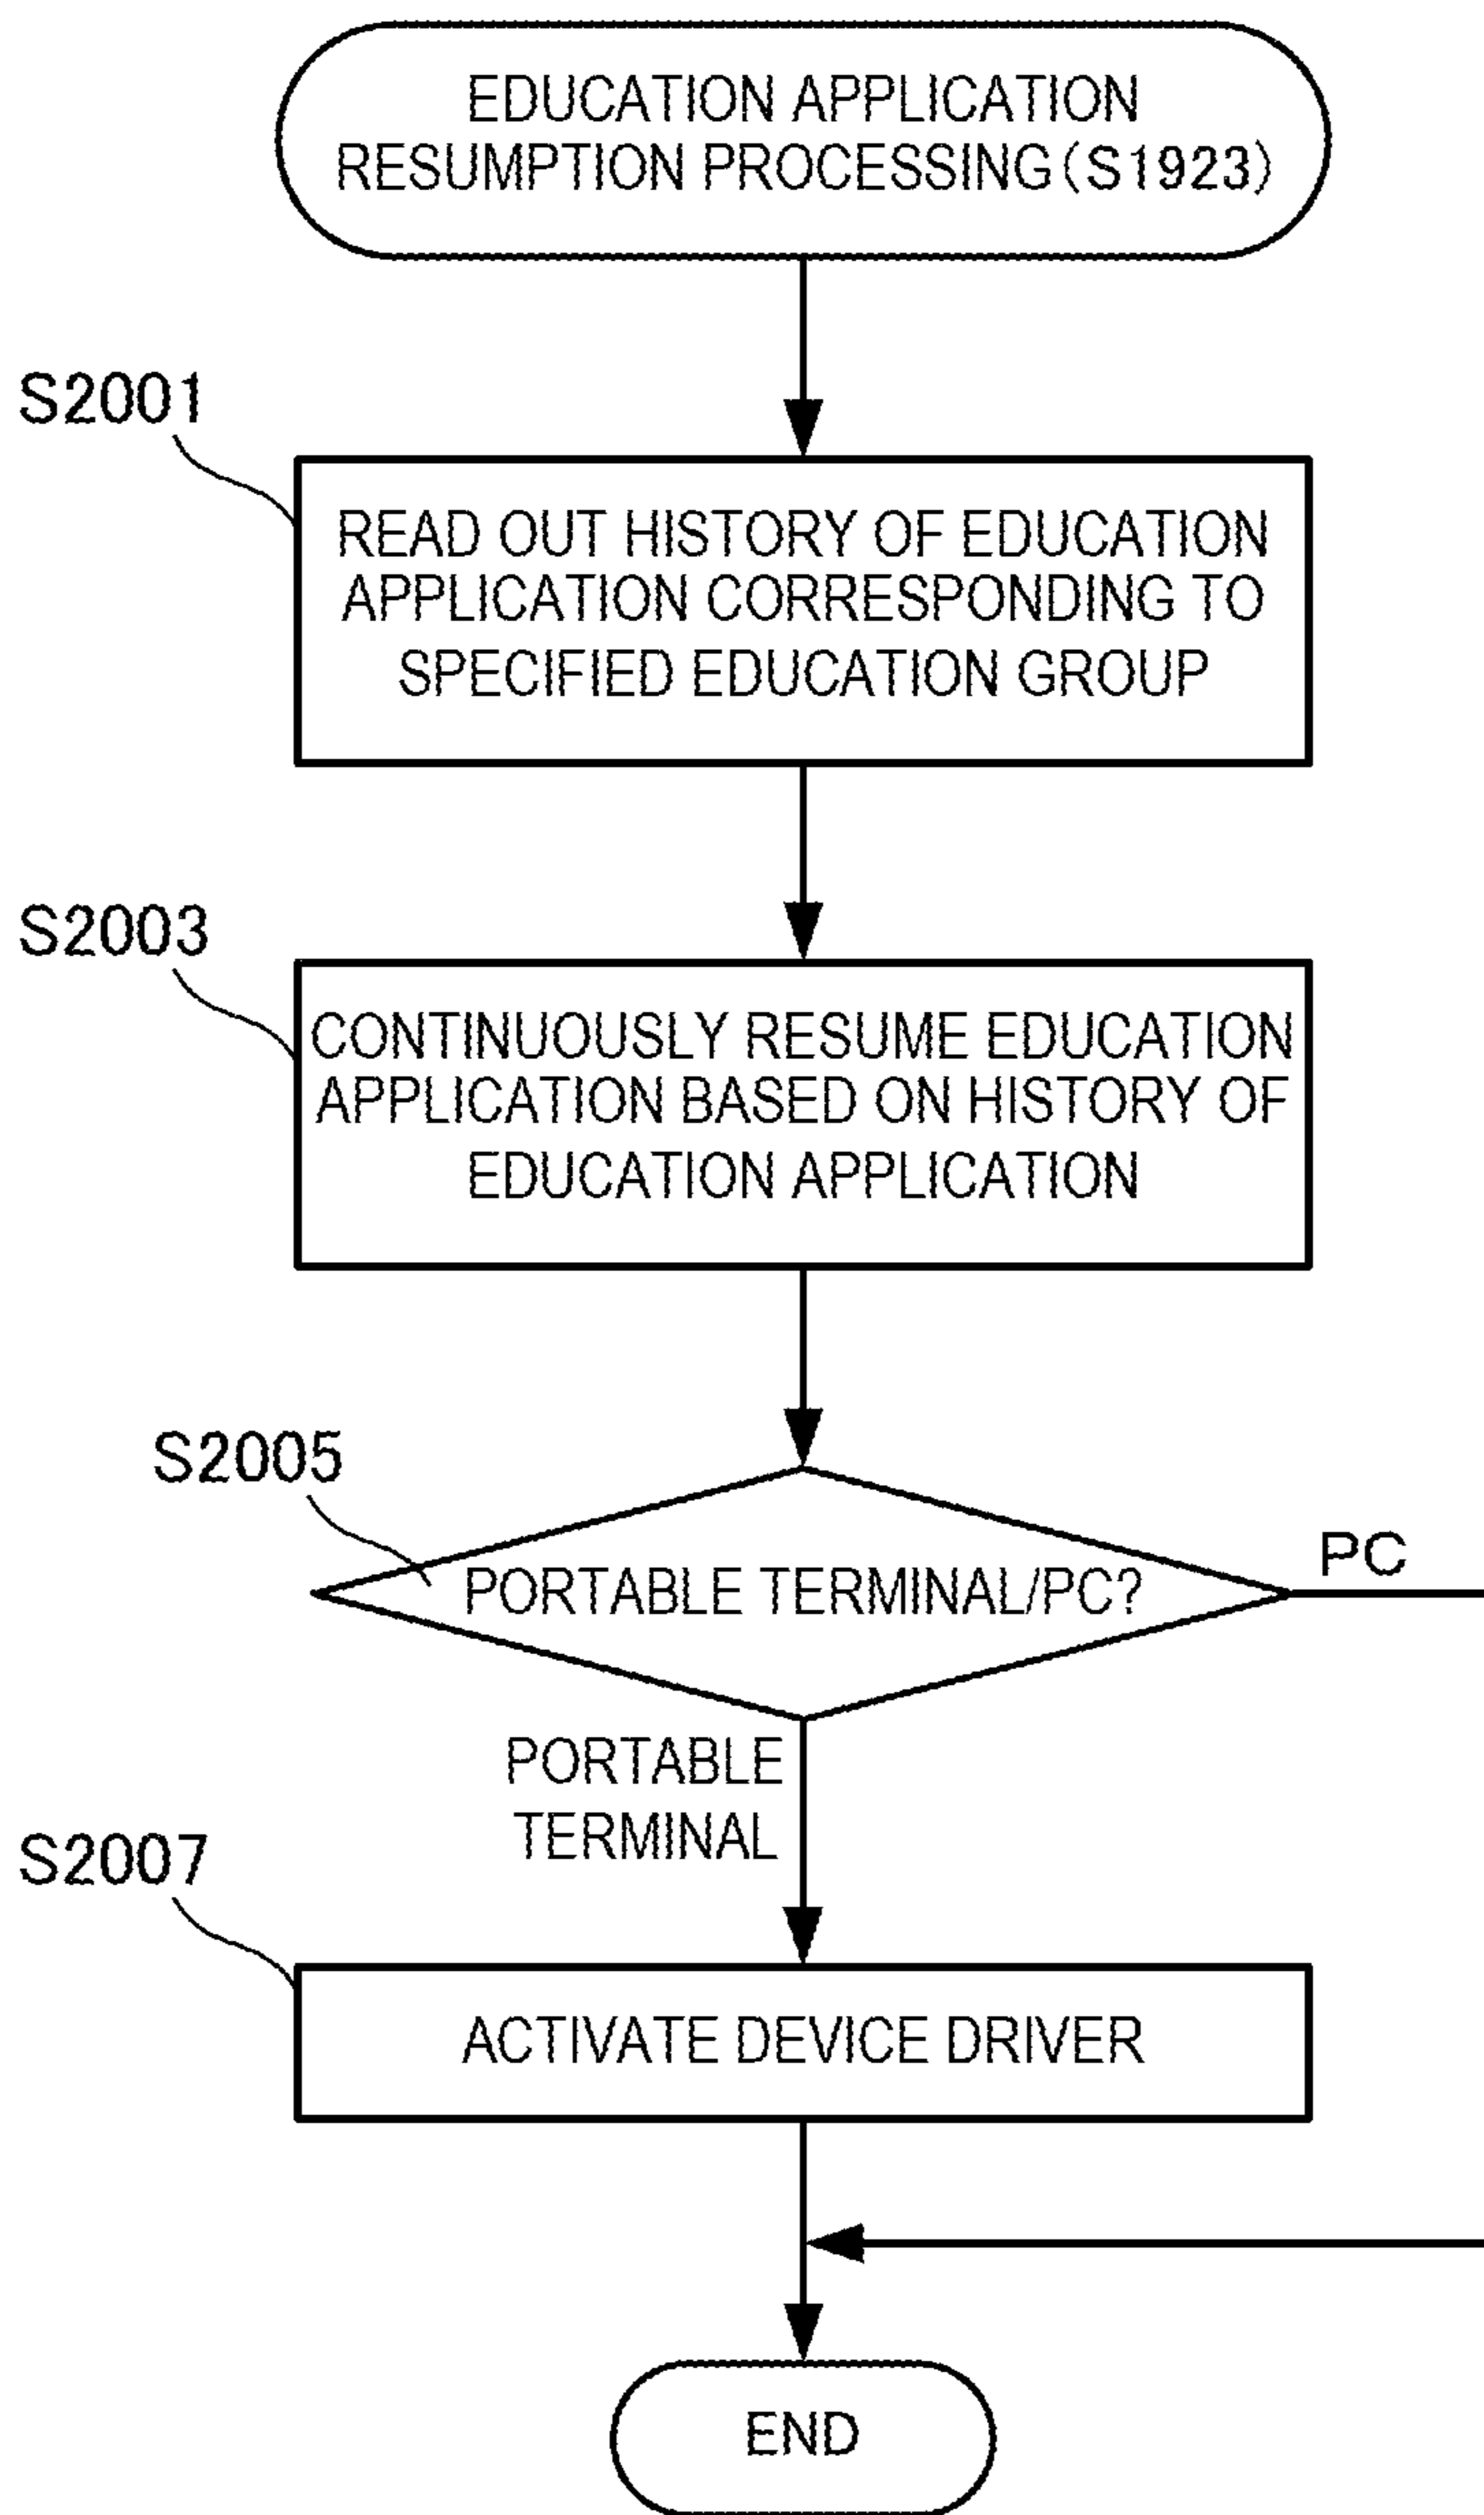 EDUCATION APPLICATION
RESUMPTION PROCESSING(S1923)
S2001
READ OUT HISTORY OF EDUCATION
APPLICATION CORRESPONDING TO
SPECIFIED EDUCATION GROUP
S2003
CONTINUOUSLY RESUME EDUCATION
APPLICATION BASED ON HISTORY OF
EDUCATION APPLICATION
S2005
PORTABLE TERMINAL/PC?
PC
PORTABLE
TERMINAL
S2007
ACTIVATE DEVICE DRIVER
END